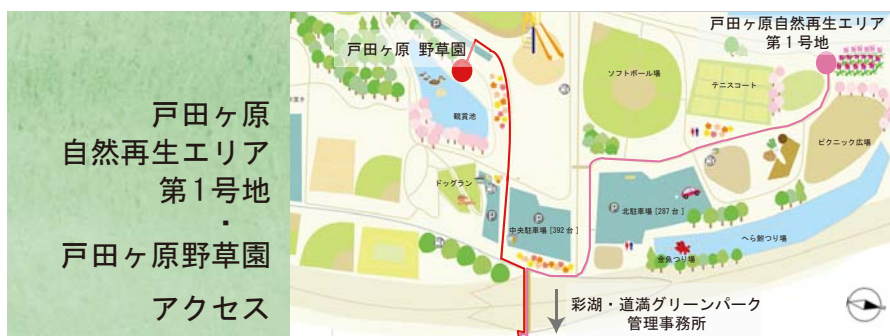 戸田ヶ原
自然再生エリア
第1号地
・
戸田ヶ原野草園
アクセス
戸田ヶ原 野草園
戸田ヶ原自然再生エリア
第1号地
ソフトボール場
テニスコート
観賞池
ピクニック広場
ドッグラン
中央駐車場 [392台]
北駐車場 [287台]
へら鮒つり場
金魚つり場
彩湖・道満グリーンパーク
管理事務所
P
P
P
P